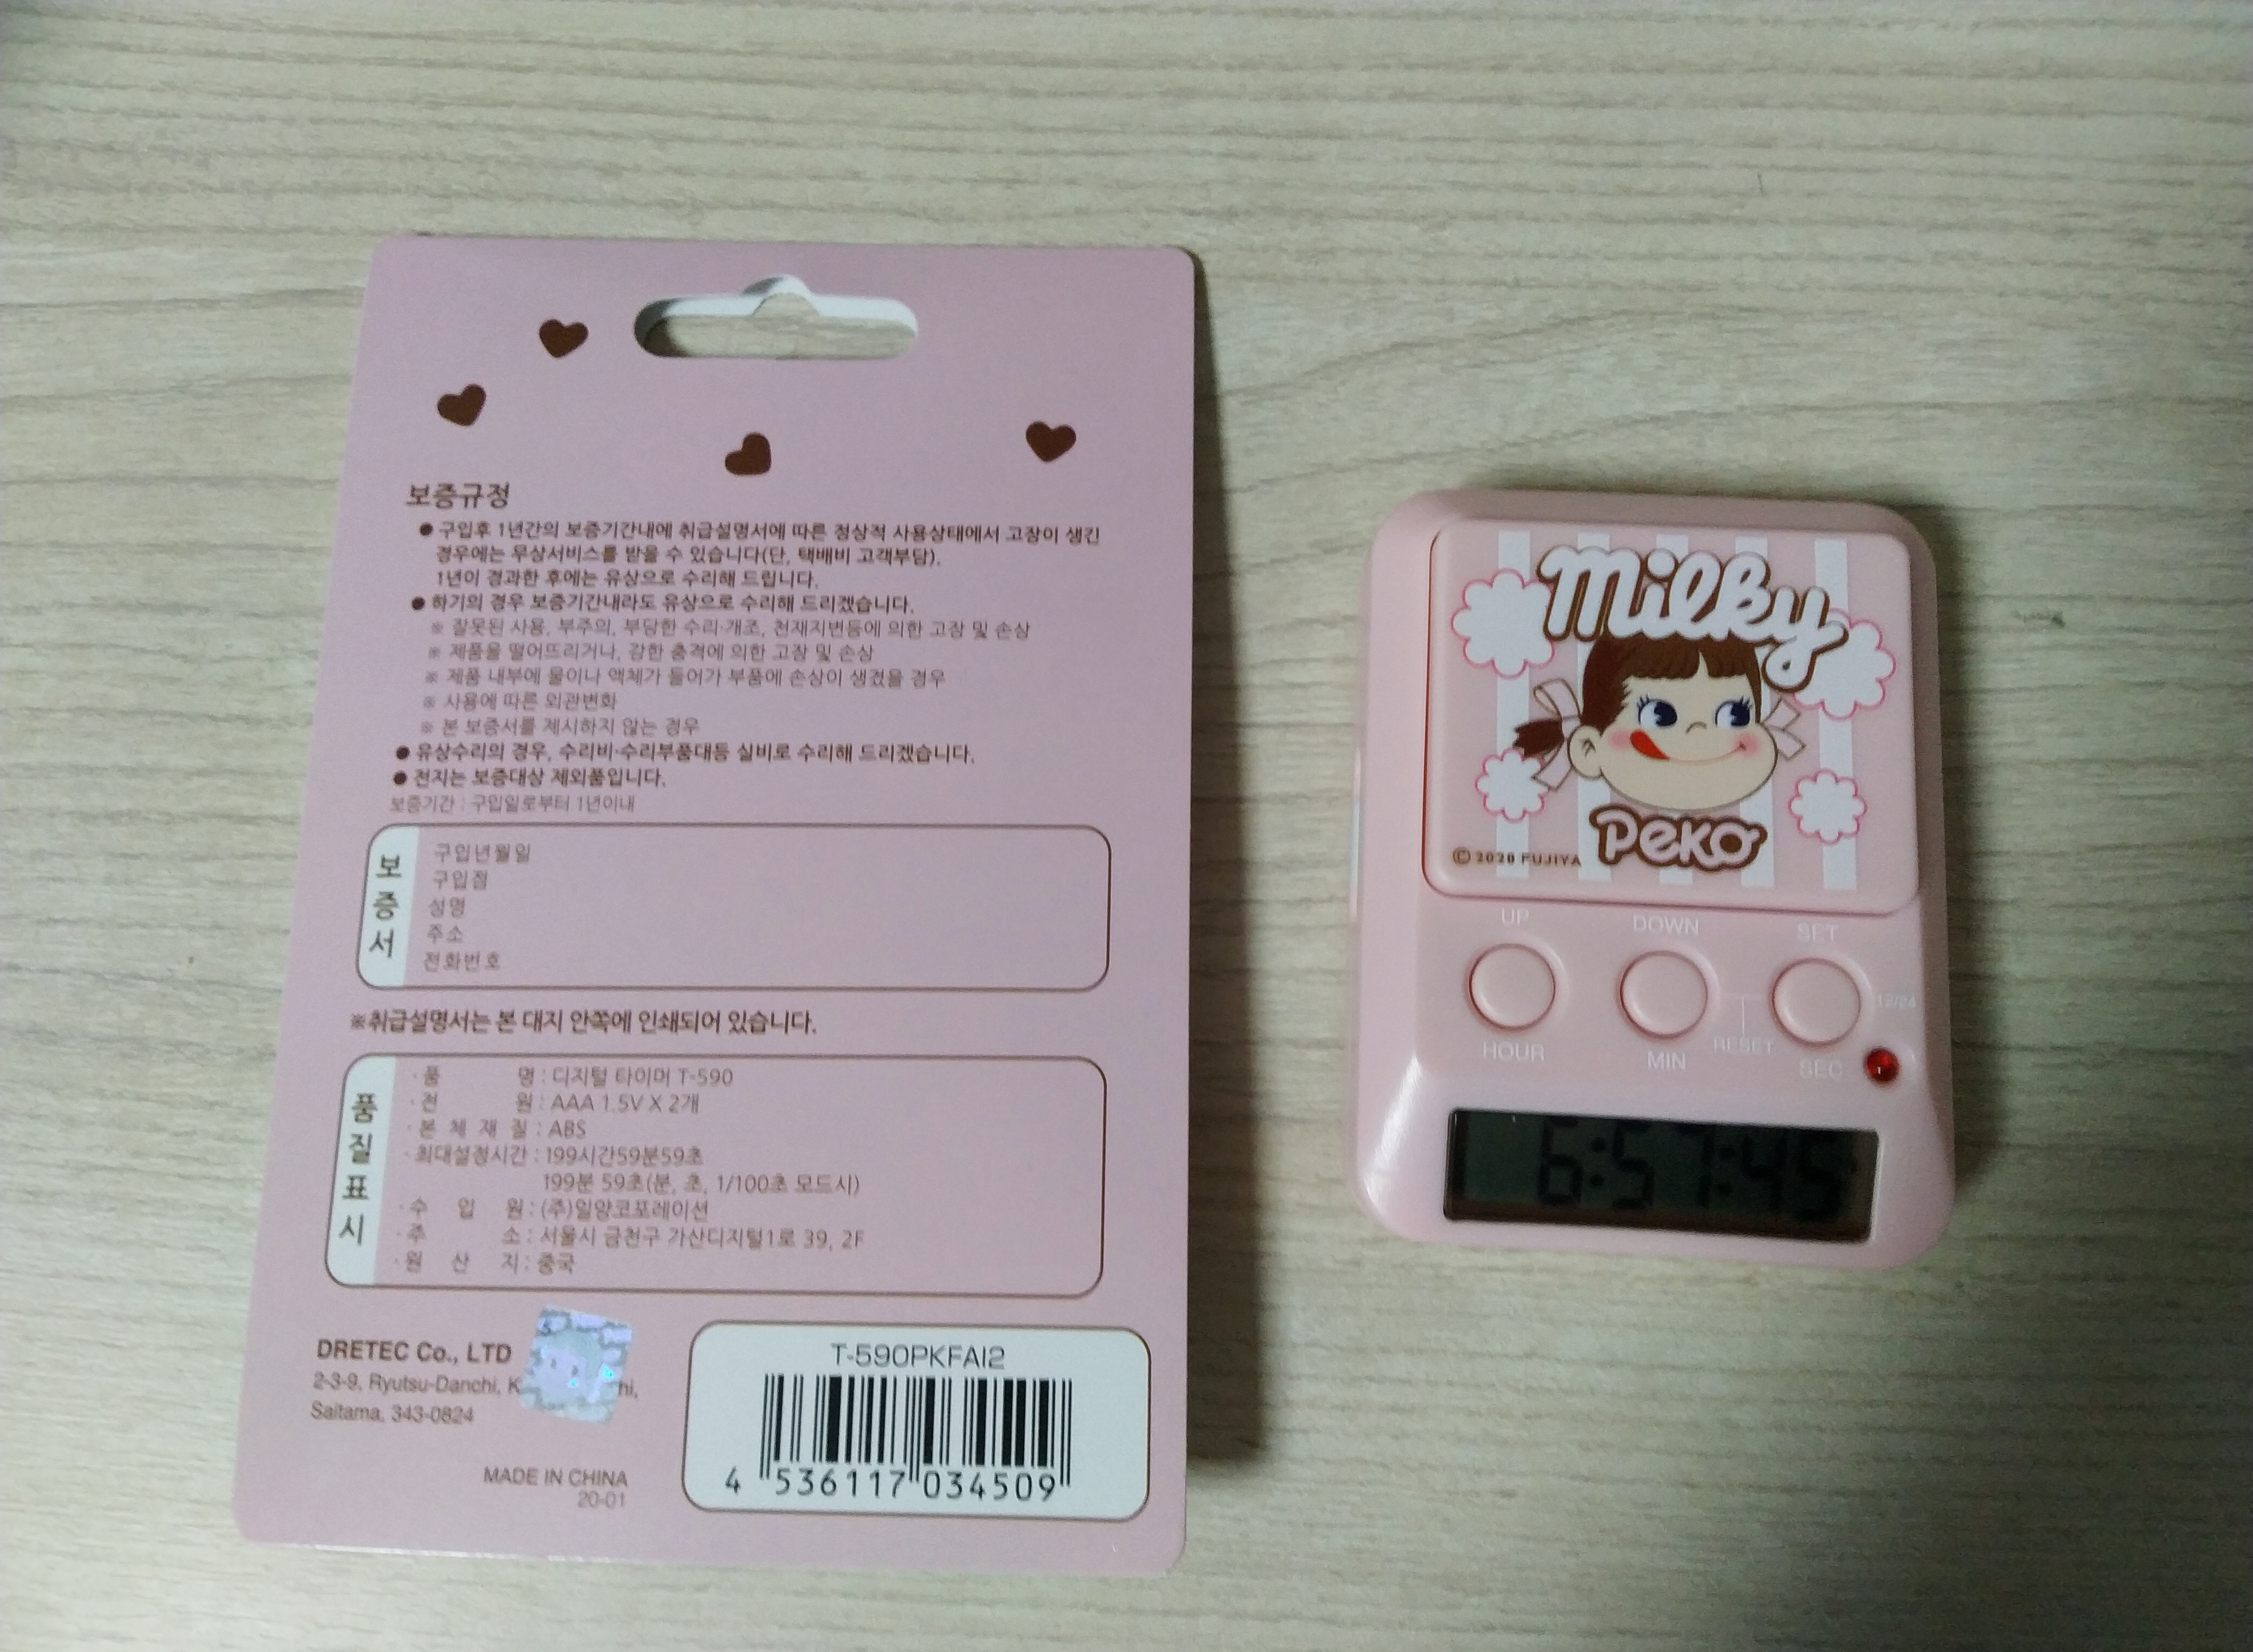 보증규정
● 구입후 1년간의 보증기간내에 취급설명서에 따른 정상적 사용상태에서 고장이 생긴
경우에는 무상서비스를 받을 수 있습니다(단, 택배비 고객부담).
1년이 경과한 후에는 유상으로 수리해 드립니다.
● 하기의 경우 보증기간내라도 유상으로 수리해 드리겠습니다.
※ 잘못된 사용, 부주의, 부당한 수리·개조, 천재지변등에 의한 고장 및 손상
※ 제품을 떨어뜨리거나, 강한 충격에 의한 고장 및 손상
※ 제품 내부에 물이나 액체가 들어가 부품에 손상이 생겼을 경우
※ 사용에 따른 외관변화
※ 본 보증서를 제시하지 않는 경우
● 유상수리의 경우, 수리비·수리부품대등 실비로 수리해 드리겠습니다.
● 전지는 보증대상 제외품입니다.
보증기간 : 구입일로부터 1년이내
보증서
구입년월일
구입점
성명
주소
전화번호
※취급설명서는 본 대지 안쪽에 인쇄되어 있습니다.
품질표시
· 품 명 : 디지털 타이머 T-590
· 전 원 : AAA 1.5V X 2개
· 본 체 재 질 : ABS
· 최대설정시간 : 199시간59분59초
199분 59초(분, 초, 1/100초 모드시)
· 수 입 원 : (주)일양코포레이션
· 주 소 : 서울시 금천구 가산디지털1로 39, 2F
· 원 산 지 : 중국
DRETEC Co., LTD
2-3-9, Ryutsu-Danchi,
Saitama, 343-0824
MADE IN CHINA
20-01
T-590PKFAI2
4 536117 034509
Milky
Peko
© 2020 FUJIYA
UP DOWN SET
12/24
RESET
HOUR MIN SEC
6:57:45